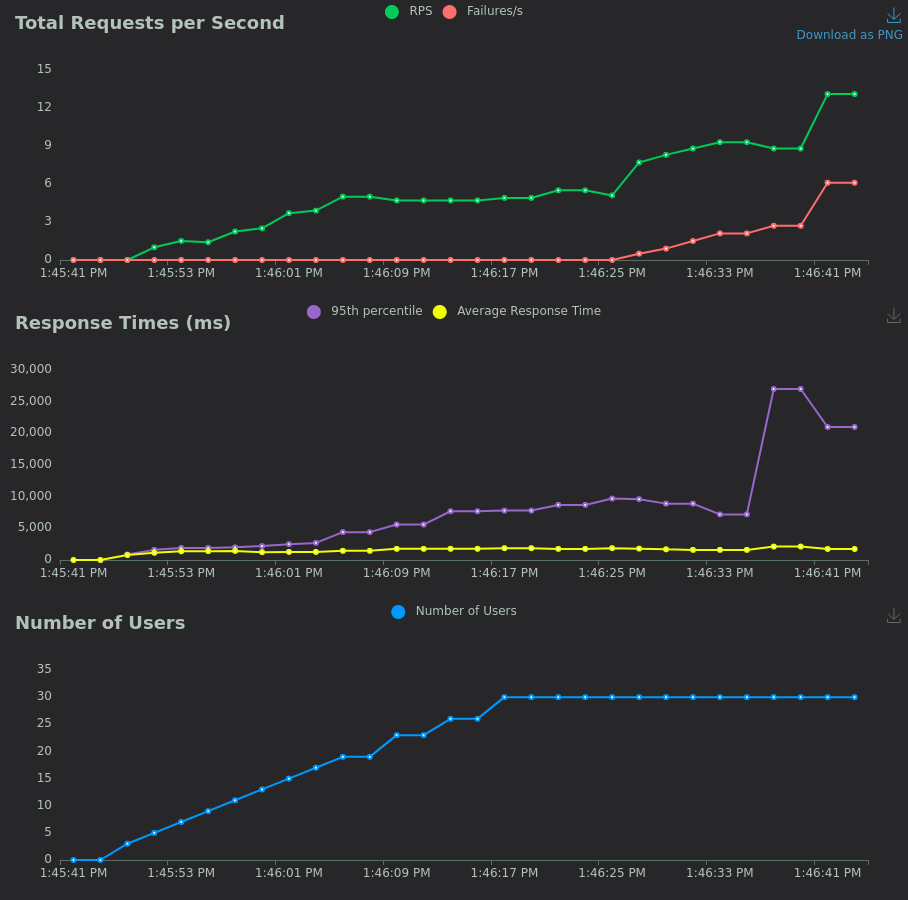 Total Requests per Second
RPS Failures/s
Download as PNG
15
12
9
6
3
0
1:45:41 PM 1:45:53 PM 1:46:01 PM 1:46:09 PM 1:46:17 PM 1:46:25 PM 1:46:33 PM 1:46:41 PM
Response Times (ms)
95th percentile Average Response Time
30,000
25,000
20,000
15,000
10,000
5,000
0
1:45:41 PM 1:45:53 PM 1:46:01 PM 1:46:09 PM 1:46:17 PM 1:46:25 PM 1:46:33 PM 1:46:41 PM
Number of Users
Number of Users
35
30
25
20
15
10
5
0
1:45:41 PM 1:45:53 PM 1:46:01 PM 1:46:09 PM 1:46:17 PM 1:46:25 PM 1:46:33 PM 1:46:41 PM